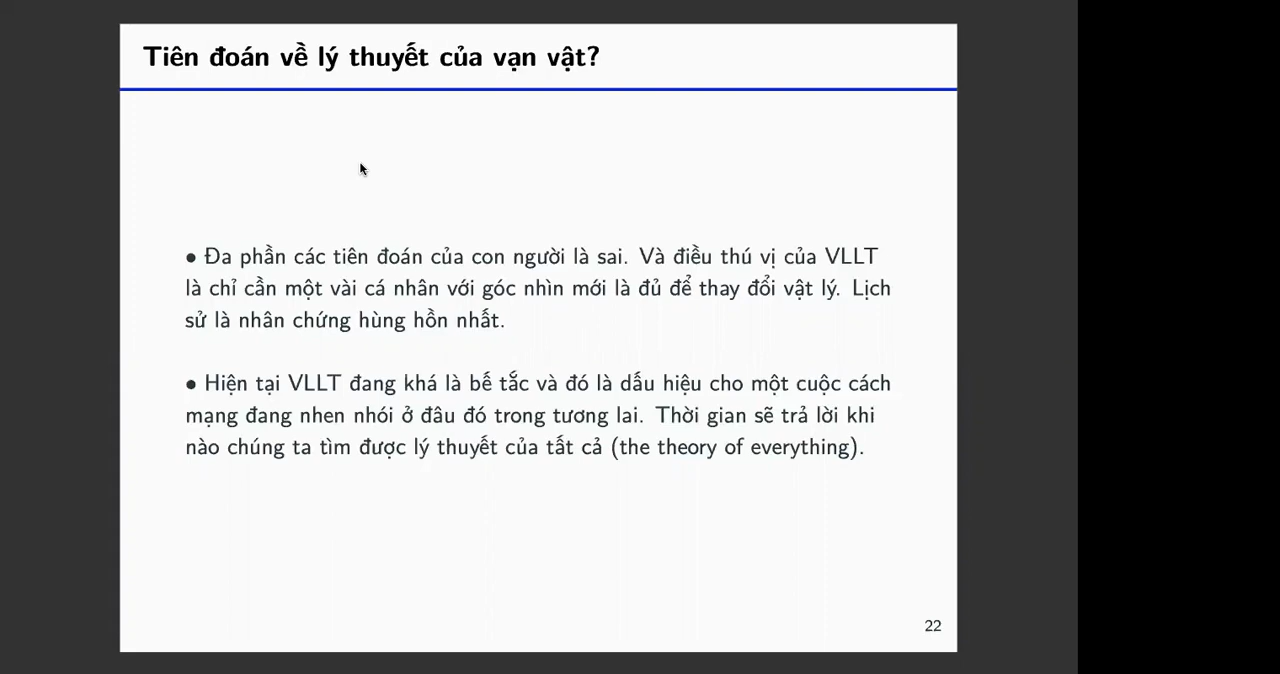 Tiên đoán về lý thuyết của vạn vật?
• Đa phần các tiên đoán của con người là sai. Và điều thú vị của VLLT
là chỉ cần một vài cá nhân với góc nhìn mới là đủ để thay đổi vật lý. Lịch
sử là nhân chứng hùng hồn nhất.
• Hiện tại VLLT đang khá là bế tắc và đó là dấu hiệu cho một cuộc cách
mạng đang nhen nhói ở đâu đó trong tương lai. Thời gian sẽ trả lời khi
nào chúng ta tìm được lý thuyết của tất cả (the theory of everything).
22